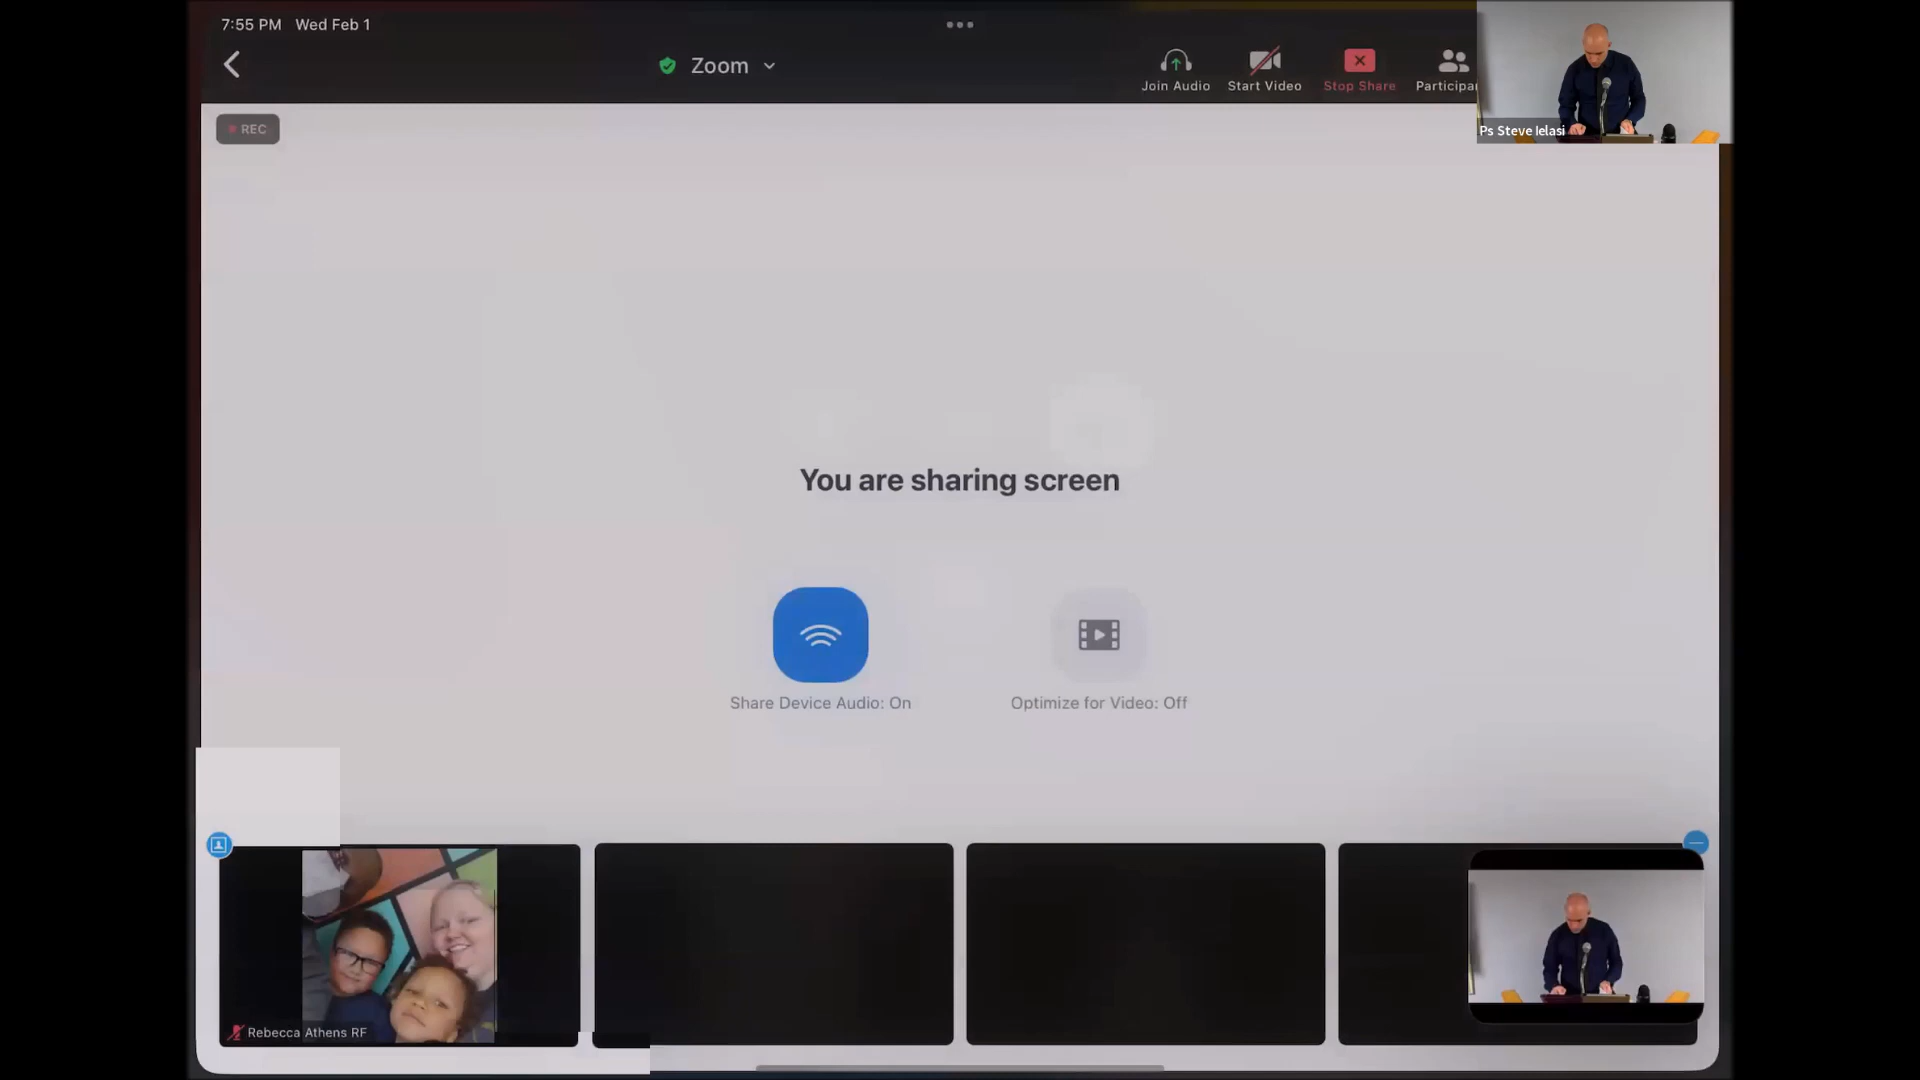 7:55 PM Wed Feb 1
Zoom
Join Audio
Start Video
Stop Share
Participan
Ps Steve Ielasi
REC
You are sharing screen
Share Device Audio: On
Optimize for Video: Off
Rebecca Athens RF